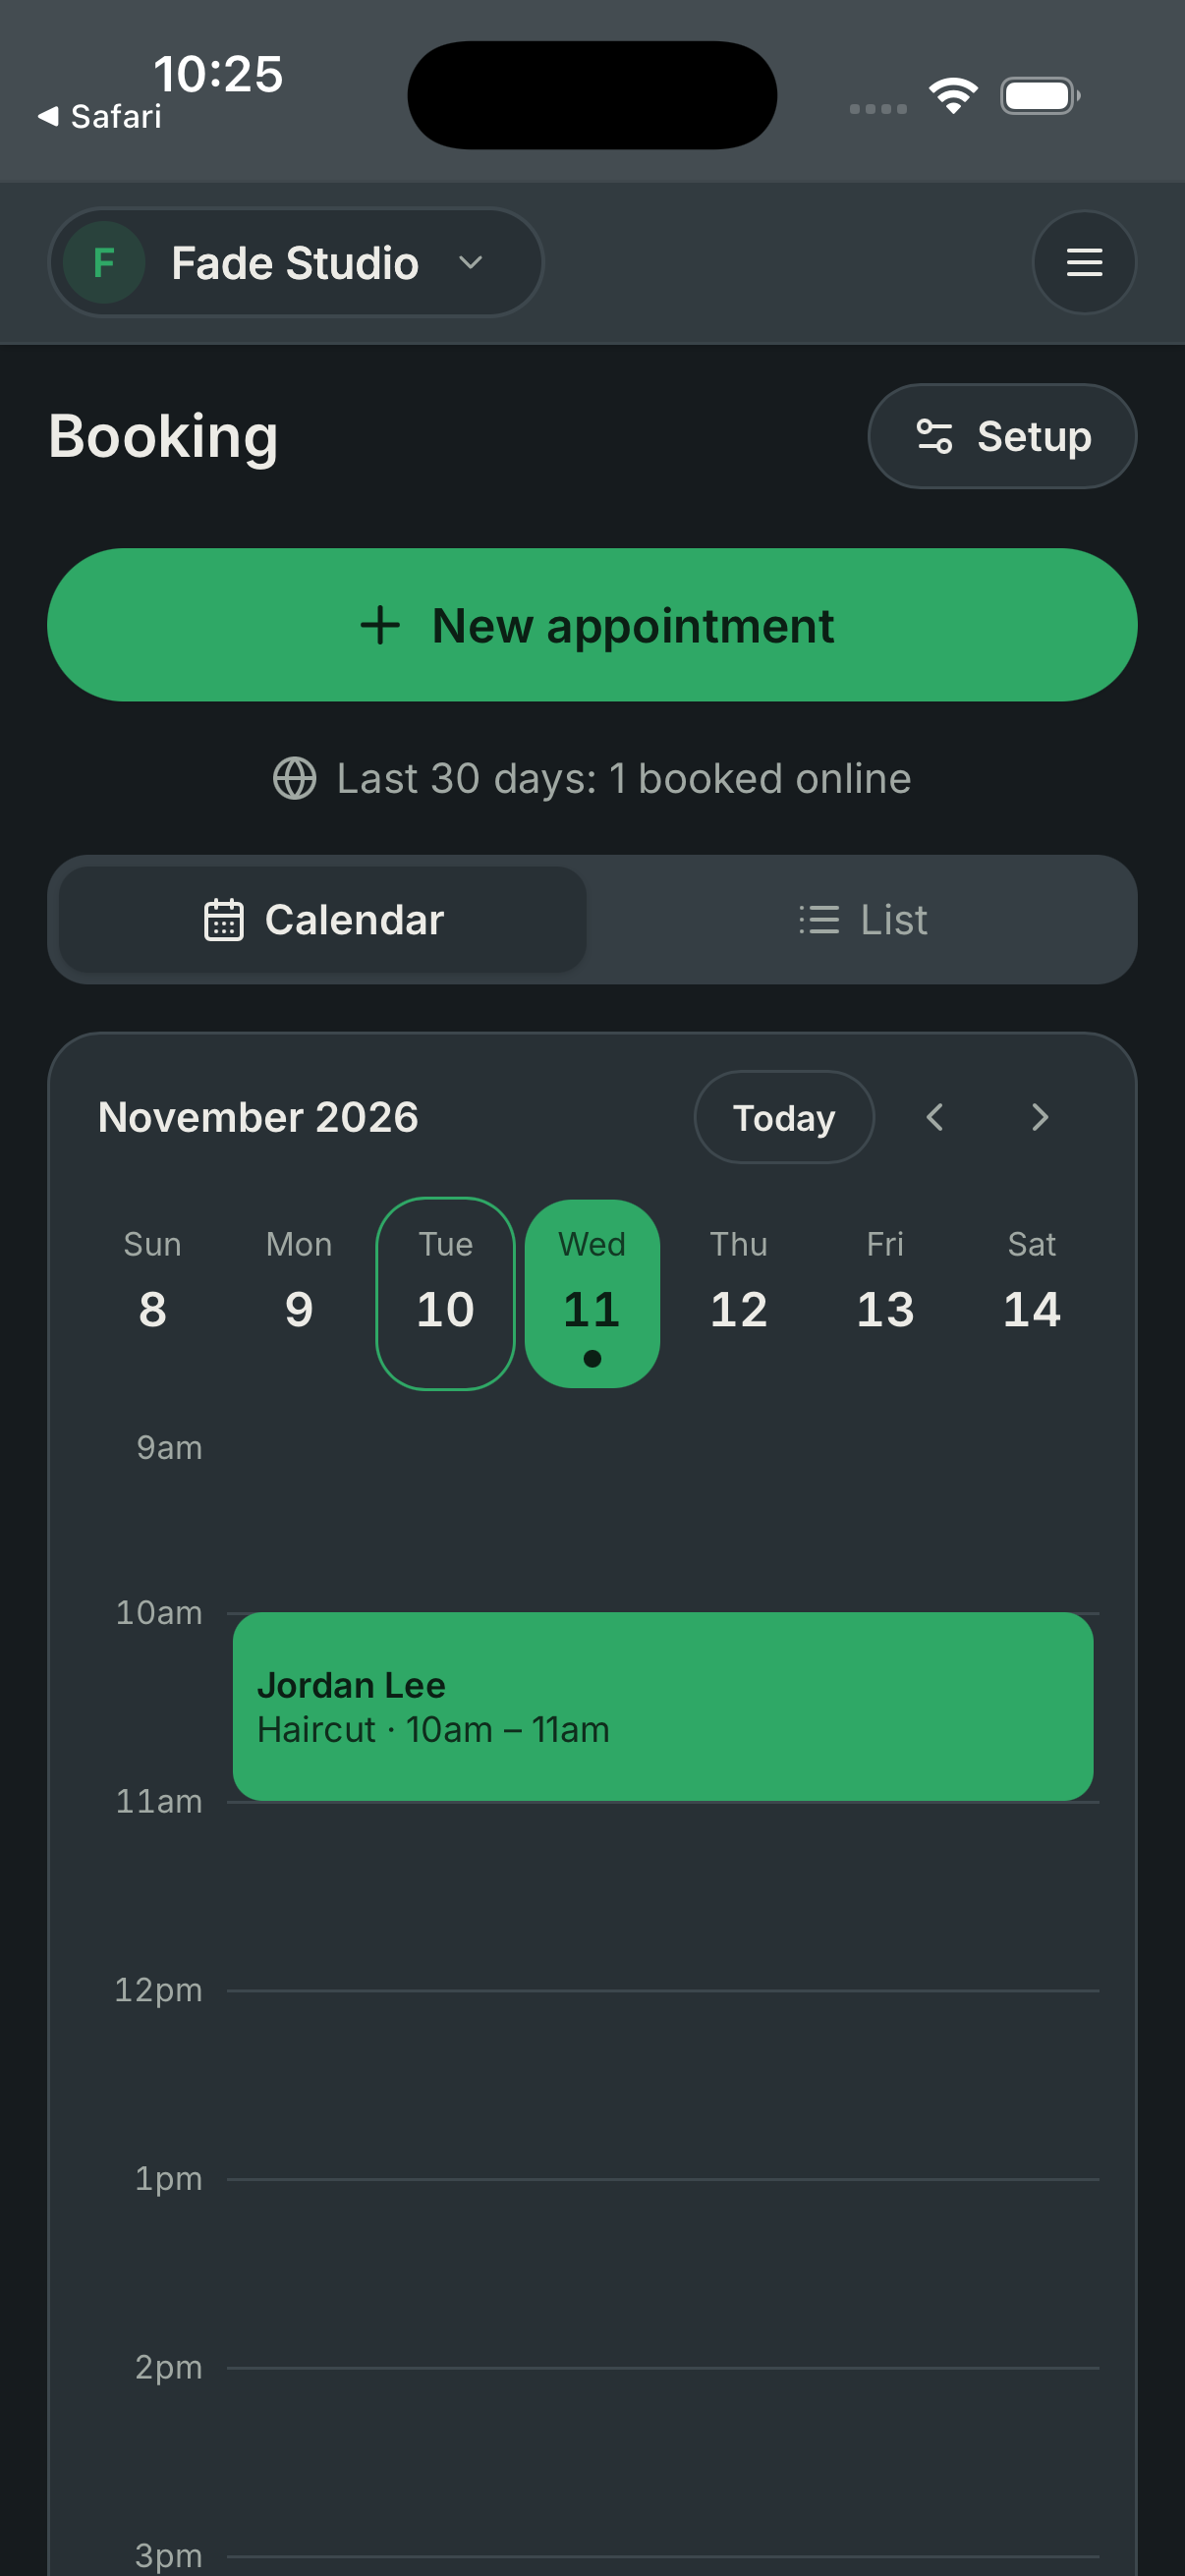 10:25
Safari
F Fade Studio
Booking
Setup
New appointment
Last 30 days: 1 booked online
Calendar
List
November 2026
Today
Sun Mon Tue Wed Thu Fri Sat
8 9 10 11 12 13 14
9am
10am
Jordan Lee
Haircut · 10am – 11am
11am
12pm
1pm
2pm
3pm